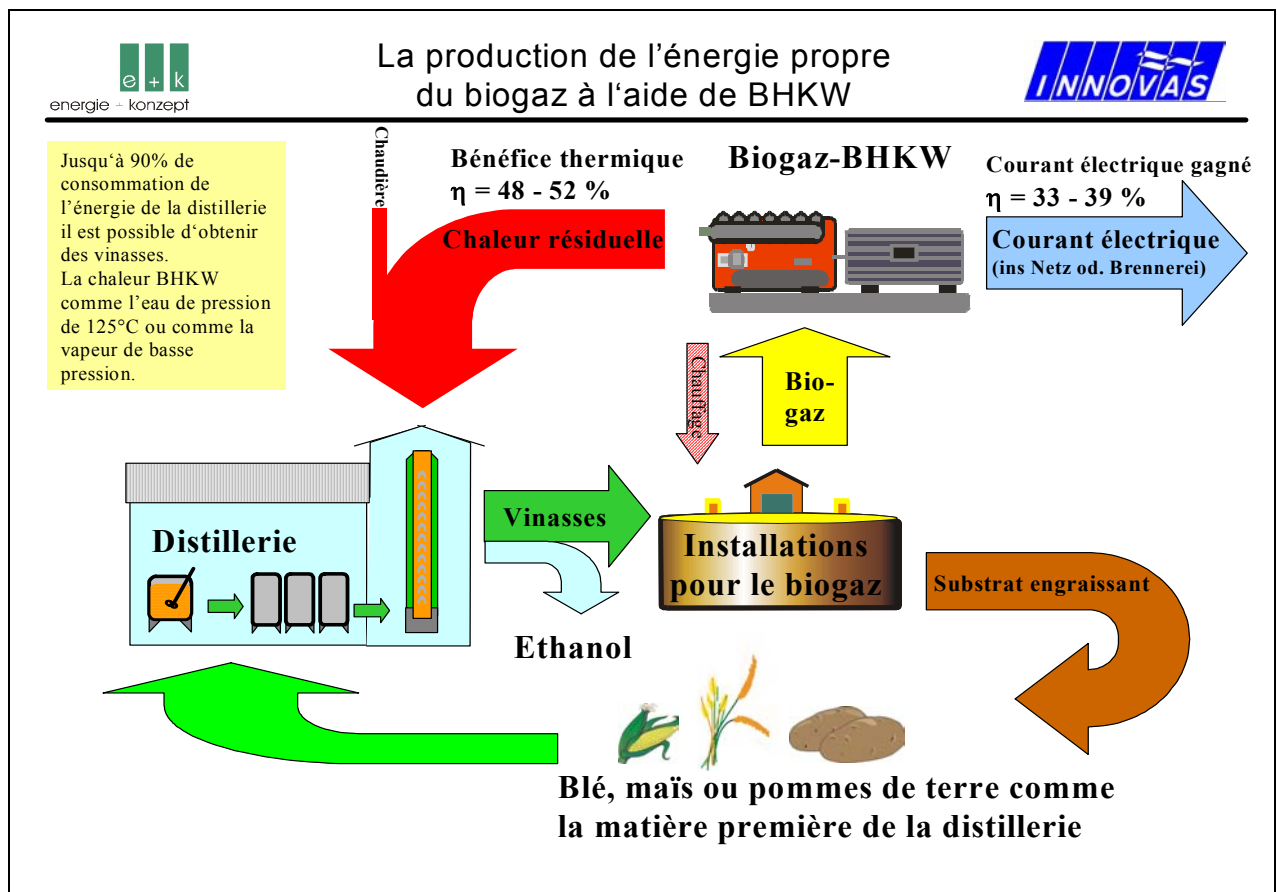 e + k
energie + konzept
La production de l’énergie propre
du biogaz à l‘aide de BHKW
INNOVAS
Jusqu‘à 90% de
consommation de
l’énergie de la distillerie
il est possible d‘obtenir
des vinasses.
La chaleur BHKW
comme l’eau de pression
de 125°C ou comme la
vapeur de basse
pression.
Chaudière
Bénéfice thermique
η = 48 - 52 %
Chaleur résiduelle
Biogaz-BHKW
Courant électrique gagné
η = 33 - 39 %
Courant électrique
(ins Netz od. Brennerei)
Chauffage
Bio-
gaz
Distillerie
Vinasses
Ethanol
Installations
pour le biogaz
Substrat engraissant
Blé, maïs ou pommes de terre comme
la matière première de la distillerie